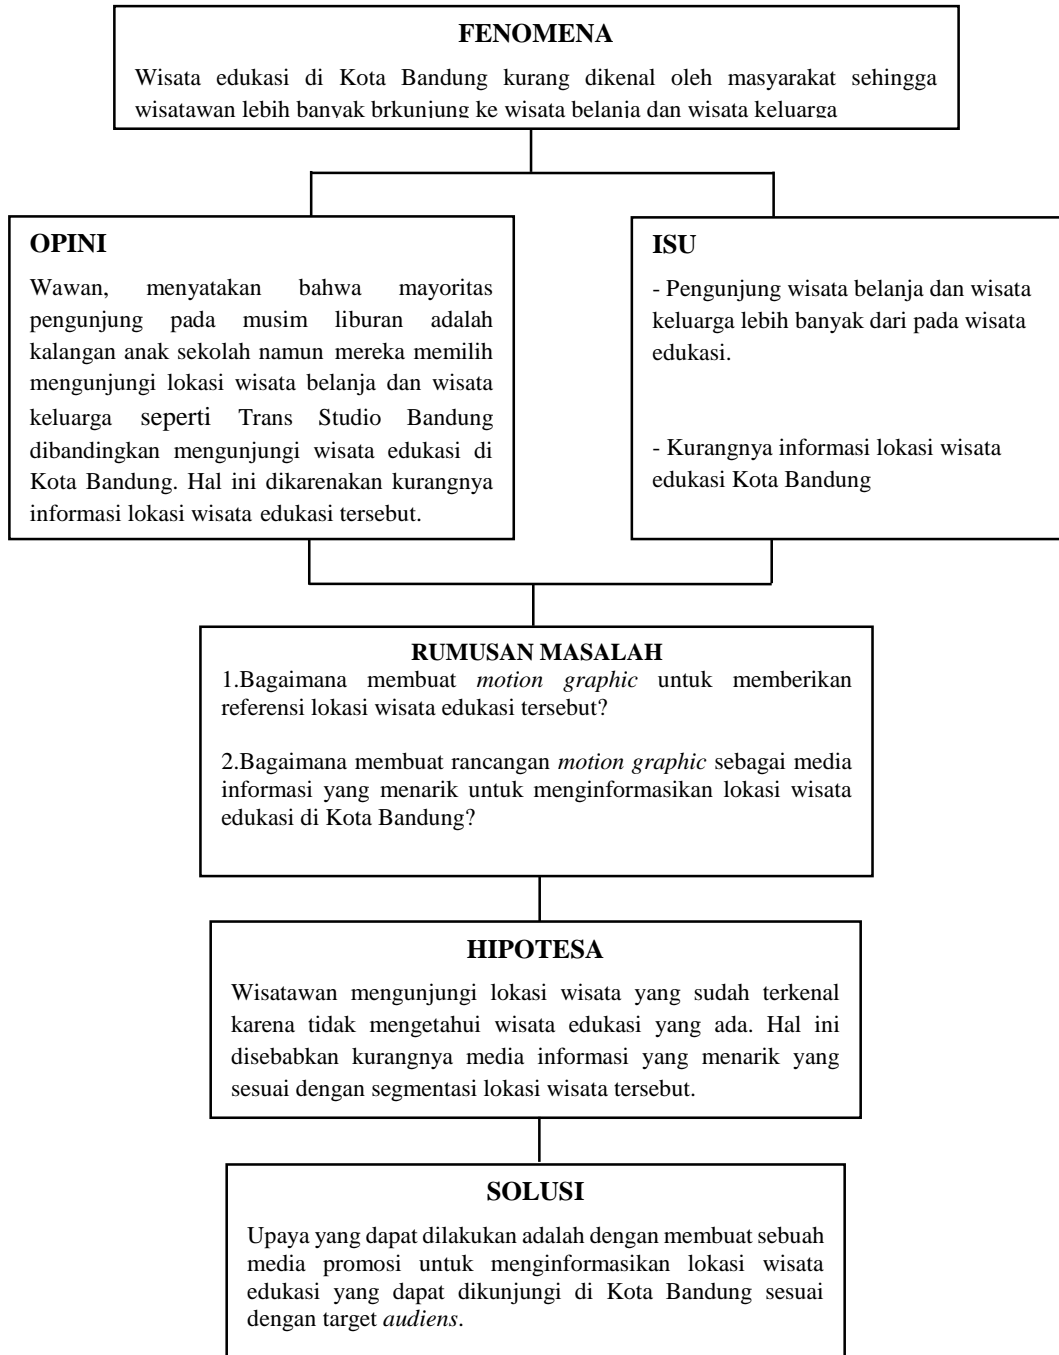 FENOMENA
Wisata edukasi di Kota Bandung kurang dikenal oleh masyarakat sehingga
wisatawan lebih banyak brkunjung ke wisata belanja dan wisata keluarga
OPINI
Wawan, menyatakan bahwa mayoritas
pengunjung pada musim liburan adalah
kalangan anak sekolah namun mereka memilih
mengunjungi lokasi wisata belanja dan wisata
keluarga seperti Trans Studio Bandung
dibandingkan mengunjungi wisata edukasi di
Kota Bandung. Hal ini dikarenakan kurangnya
informasi lokasi wisata edukasi tersebut.
ISU
- Pengunjung wisata belanja dan wisata
keluarga lebih banyak dari pada wisata
edukasi.
- Kurangnya informasi lokasi wisata
edukasi Kota Bandung
RUMUSAN MASALAH
1.Bagaimana membuat motion graphic untuk memberikan
referensi lokasi wisata edukasi tersebut?
2.Bagaimana membuat rancangan motion graphic sebagai media
informasi yang menarik untuk menginformasikan lokasi wisata
edukasi di Kota Bandung?
HIPOTESA
Wisatawan mengunjungi lokasi wisata yang sudah terkenal
karena tidak mengetahui wisata edukasi yang ada. Hal ini
disebabkan kurangnya media informasi yang menarik yang
sesuai dengan segmentasi lokasi wisata tersebut.
SOLUSI
Upaya yang dapat dilakukan adalah dengan membuat sebuah
media promosi untuk menginformasikan lokasi wisata
edukasi yang dapat dikunjungi di Kota Bandung sesuai
dengan target audiens.